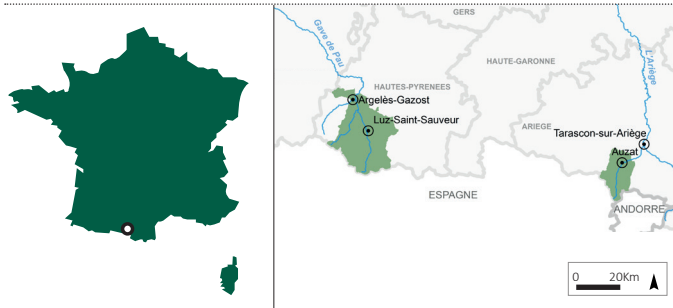 GERS
Gave de Pau
HAUTE-GARONNE
L'Ariège
HAUTES-PYRENEES
Argelès-Gazost
Luz-Saint-Sauveur
ARIEGE
Tarascon-sur-Ariège
Auzat
ESPAGNE
ANDORRE
0 20Km